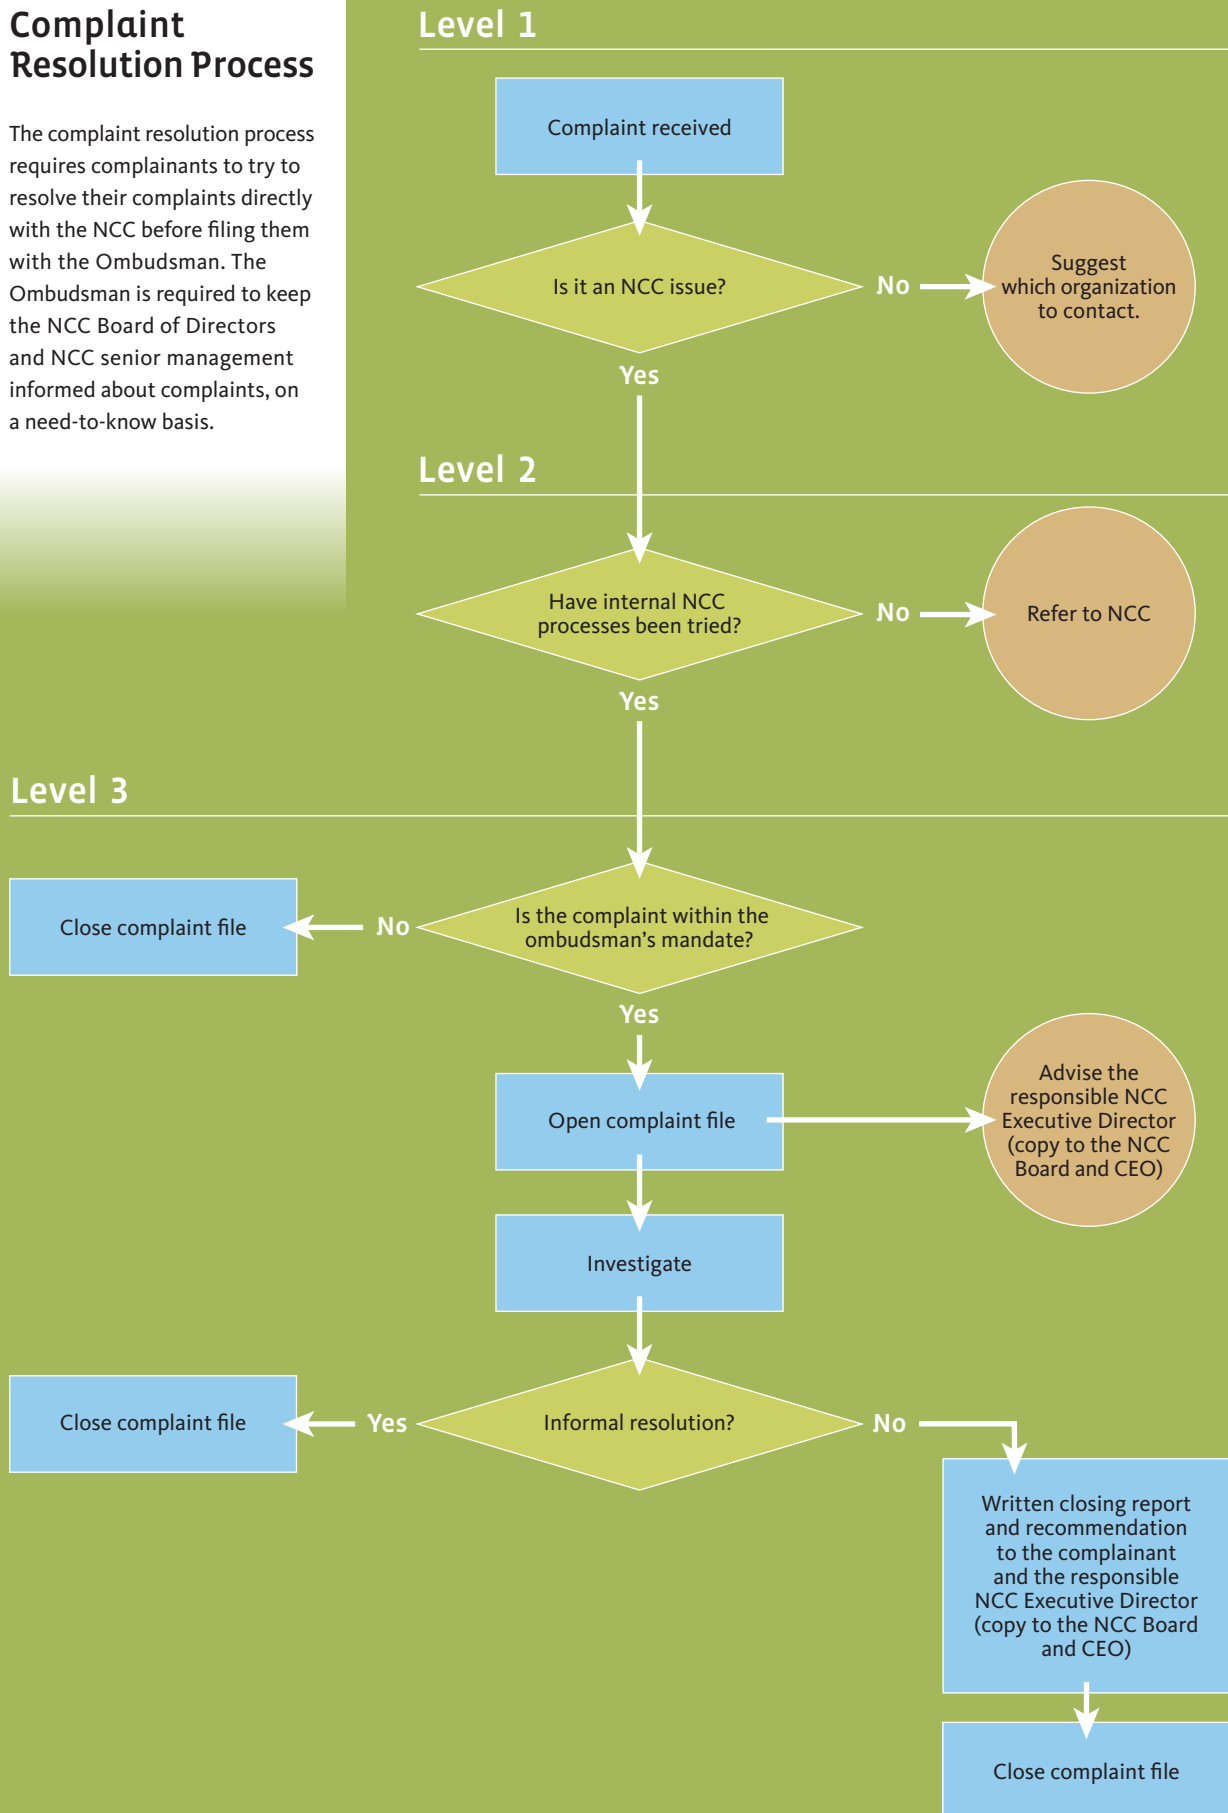 Complaint
Resolution Process
The complaint resolution process
requires complainants to try to
resolve their complaints directly
with the NCC before filing them
with the Ombudsman. The
Ombudsman is required to keep
the NCC Board of Directors
and NCC senior management
informed about complaints, on
a need-to-know basis.
Level 1
Complaint received
Is it an NCC issue?
No
Suggest
which organization
to contact.
Yes
Level 2
Have internal NCC
processes been tried?
No
Refer to NCC
Yes
Level 3
Is the complaint within the
ombudsman's mandate?
No
Close complaint file
Yes
Open complaint file
Advise the
responsible NCC
Executive Director
(copy to the NCC
Board and CEO)
Investigate
Informal resolution?
Yes
Close complaint file
No
Written closing report
and recommendation
to the complainant
and the responsible
NCC Executive Director
(copy to the NCC Board
and CEO)
Close complaint file